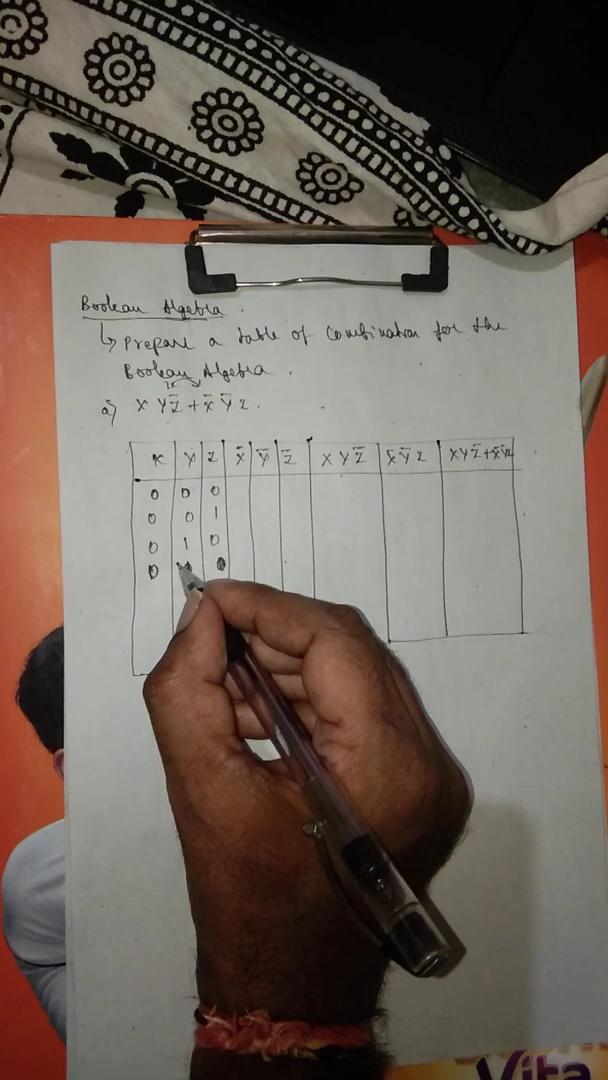 Boolean Algebra.
↳ Prepare a table of combination for the
Boolean Algebra.
a) X Y Z̄ + X̄ Ȳ Z.
X Y Z X̄ Ȳ Z̄ X Y Z̄ X̄ Ȳ Z X Y Z̄ + X̄ Ȳ Z
0 0 0
0 0 1
0 1 0
0
Vita